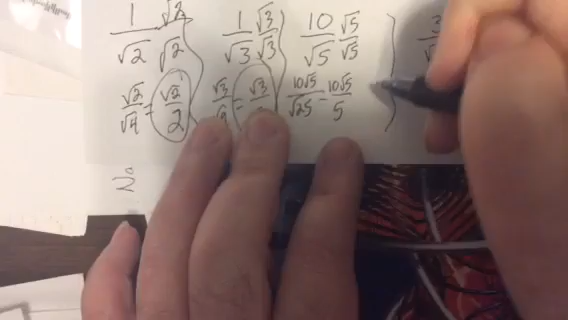 1/√2 √2/√2
1/√3 √3/√3
10/√5 √5/√5
√2/√4 = √2/2
√3/√9 = √3
10√5/√25 = 10√5/5
3/√
2